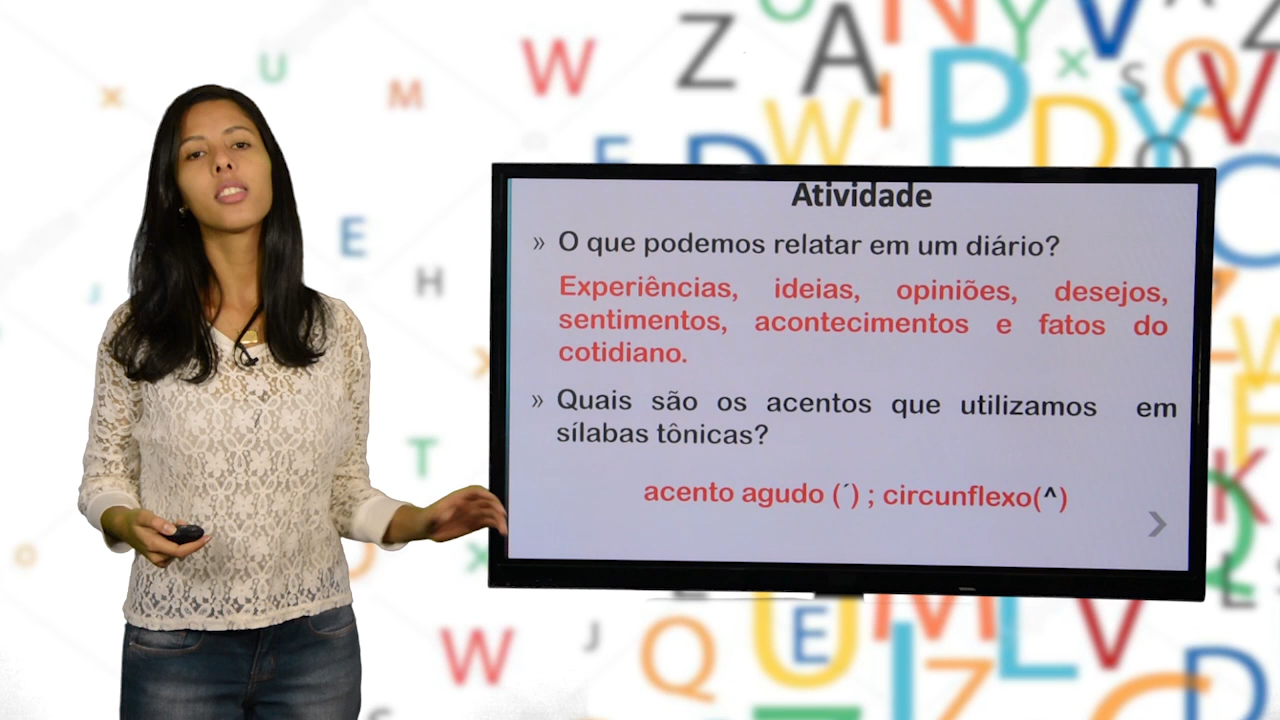 Atividade
» O que podemos relatar em um diário?
Experiências, ideias, opiniões, desejos,
sentimentos, acontecimentos e fatos do
cotidiano.
» Quais são os acentos que utilizamos em
sílabas tônicas?
acento agudo (´) ; circunflexo(^)